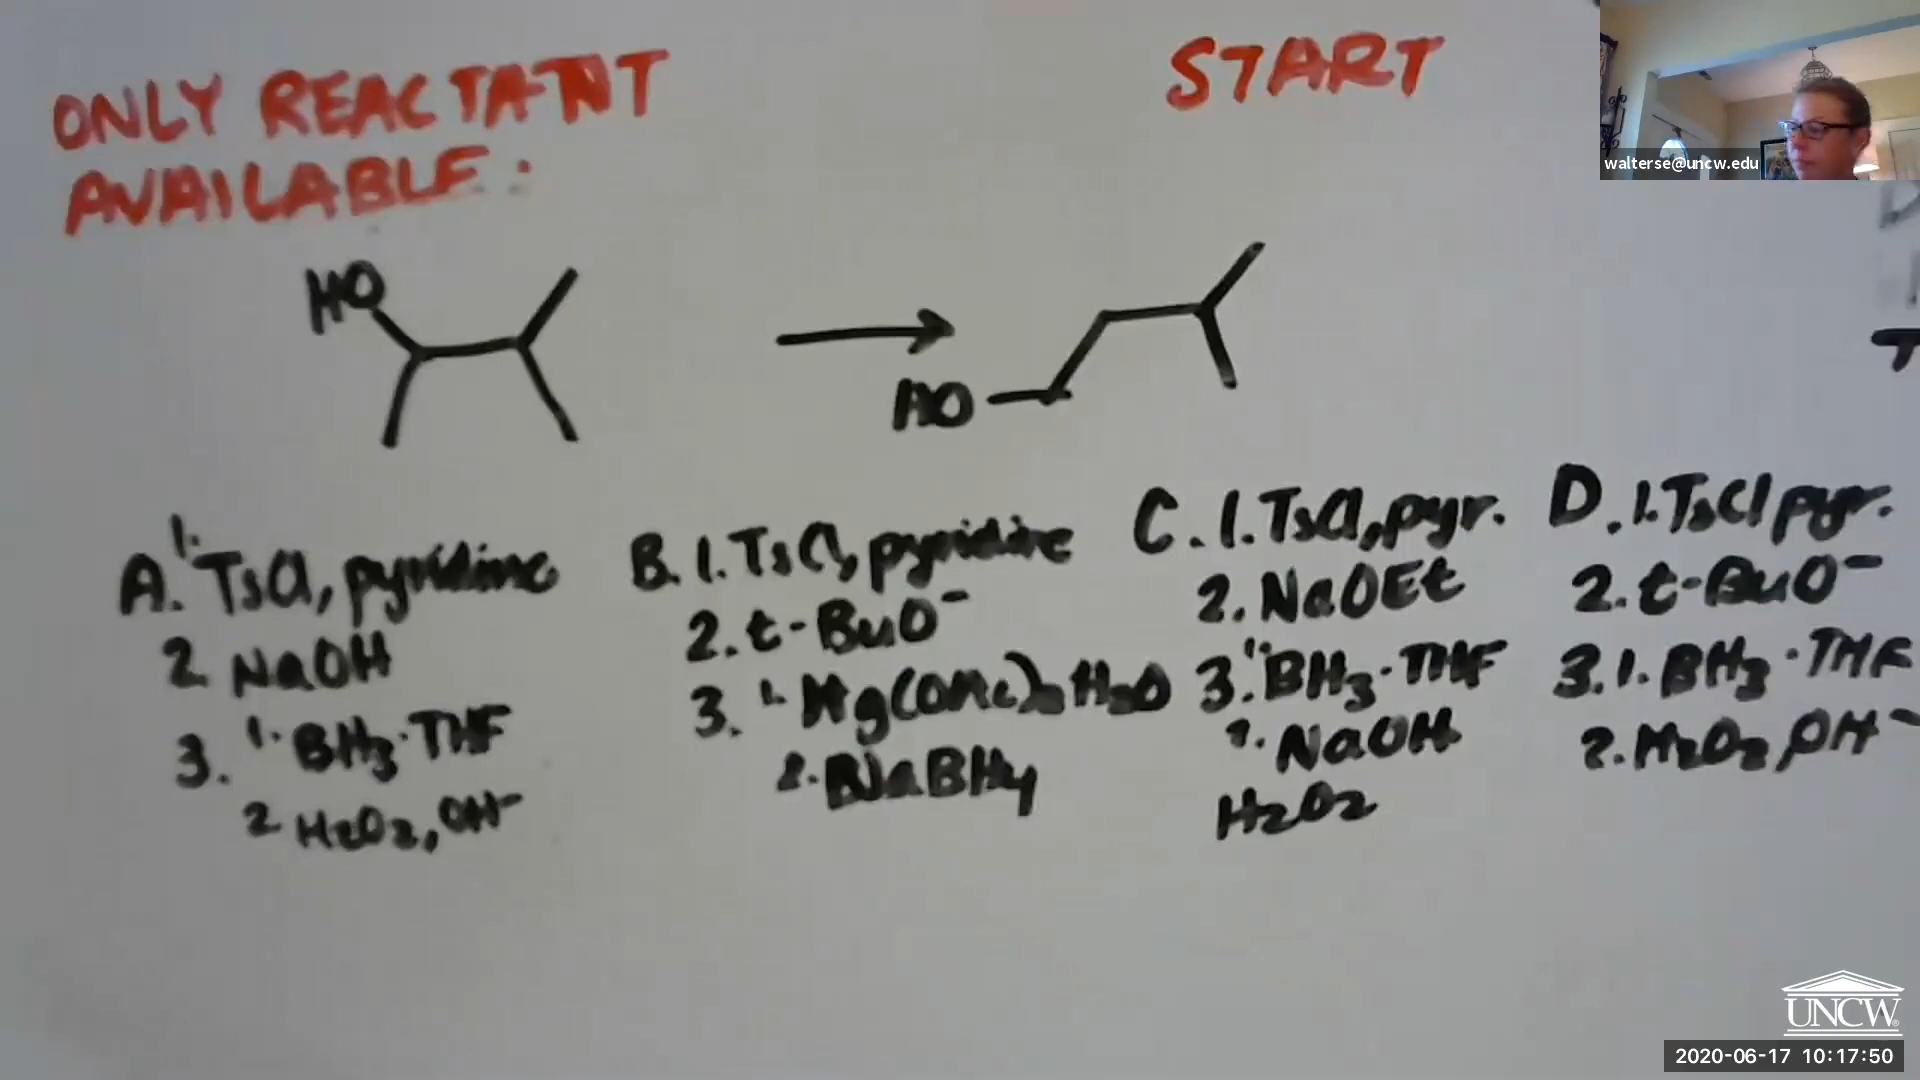 ONLY REACTANT
AVAILABLE:
START
walterse@uncw.edu
HO
HO
A. 1. TsCl, pyridine
2 NaOH
3. 1. BH3·THF
2 H2O2, OH-
B. 1. TsCl, pyridine
2. t-BuO-
3. 1. Hg(OAc)2 H2O
2. NaBH4
C. 1. TsCl, pyr.
2. NaOEt
3. 1. BH3·THF
2. NaOH
H2O2
D. 1. TsCl pyr.
2. t-BuO-
3. 1. BH3·THF
2. H2O2, OH-
UNCW®
2020-06-17 10:17:50